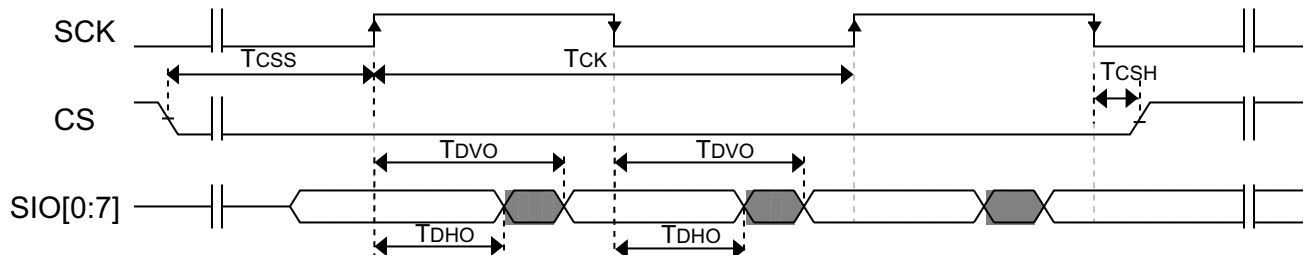 SCK
TCSS
TCK
TCSH
CS
TDVO TDVO
SIO[0:7]
TDHO TDHO